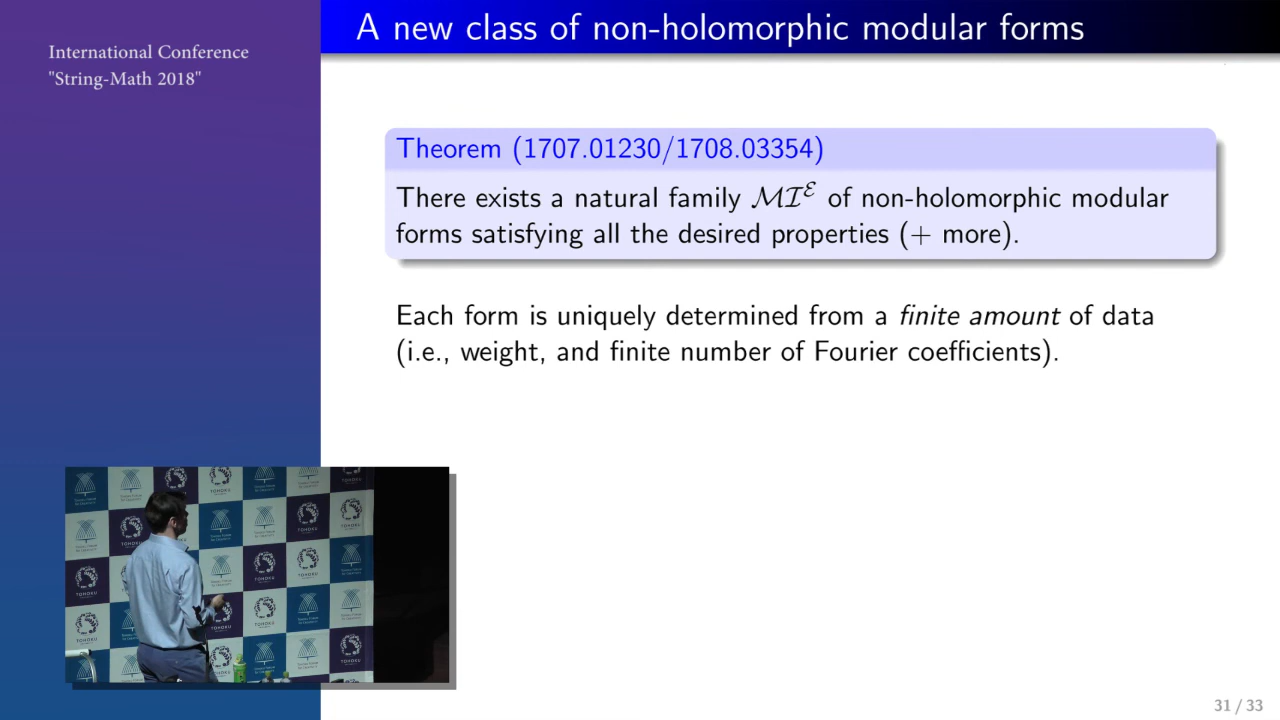 International Conference
"String-Math 2018"
A new class of non-holomorphic modular forms
Theorem (1707.01230/1708.03354)
There exists a natural family 𝓜𝓘^𝓔 of non-holomorphic modular
forms satisfying all the desired properties (+ more).
Each form is uniquely determined from a finite amount of data
(i.e., weight, and finite number of Fourier coefficients).
TOHOKU
31 / 33